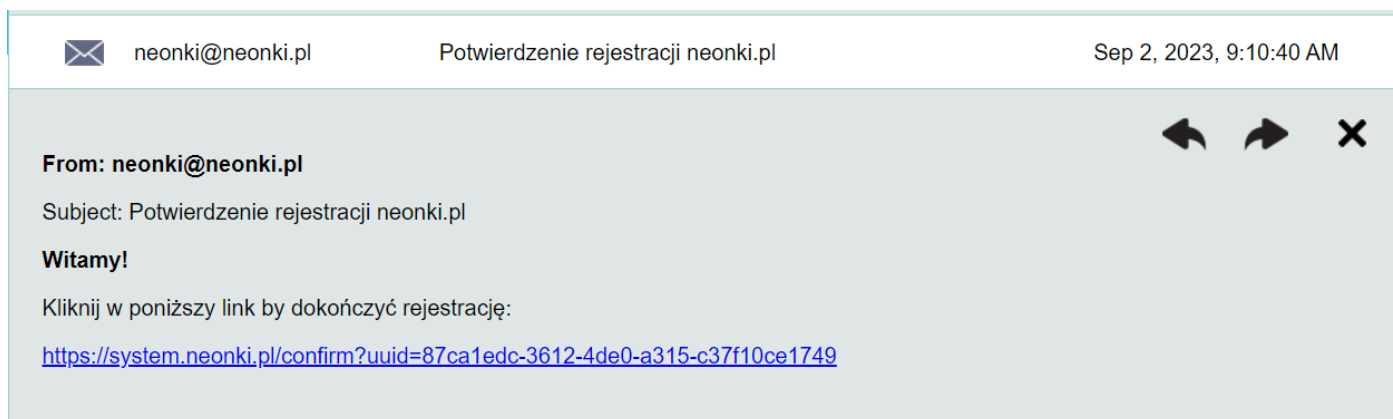 neonki@neonki.pl Potwierdzenie rejestracji neonki.pl Sep 2, 2023, 9:10:40 AM
From: neonki@neonki.pl
Subject: Potwierdzenie rejestracji neonki.pl
Witamy!
Kliknij w poniższy link by dokończyć rejestrację:
https://system.neonki.pl/confirm?uuid=87ca1edc-3612-4de0-a315-c37f10ce1749